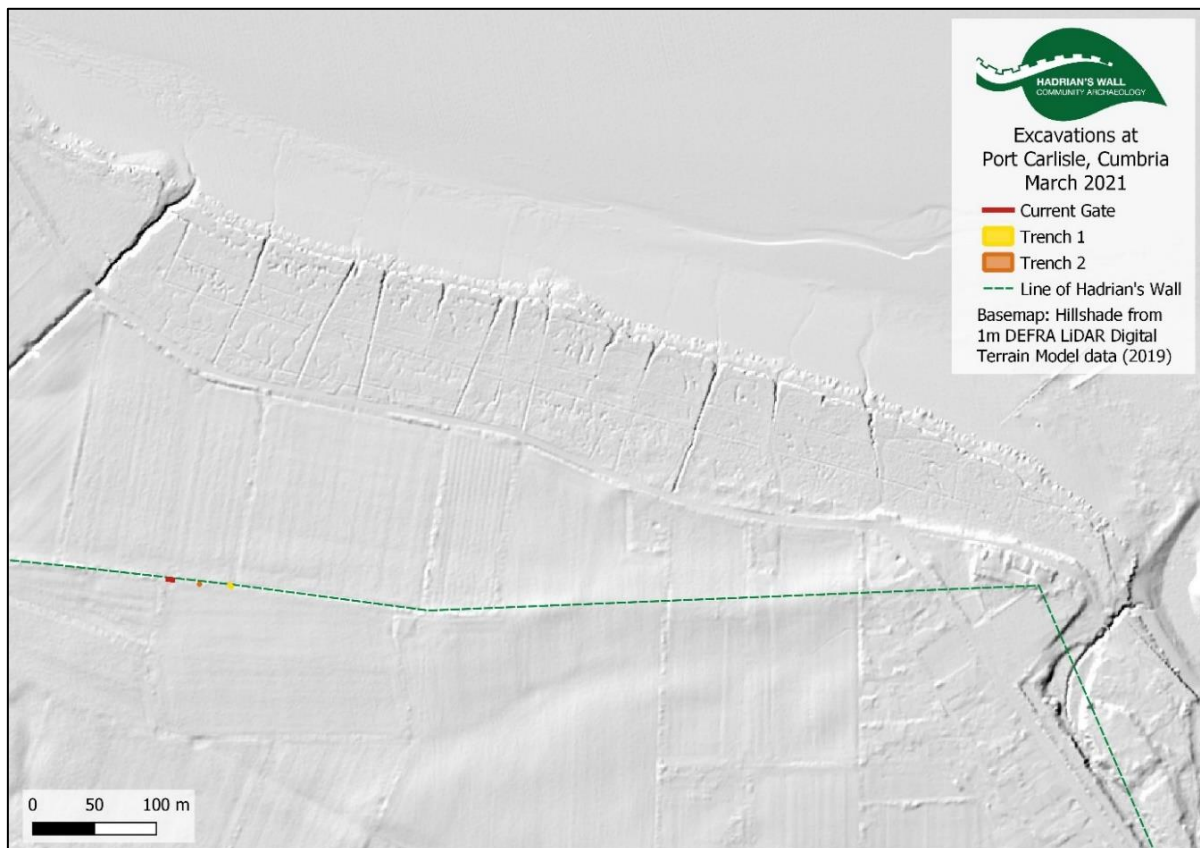 HADRIAN'S WALL
COMMUNITY ARCHAEOLOGY
Excavations at
Port Carlisle, Cumbria
March 2021
Current Gate
Trench 1
Trench 2
Line of Hadrian's Wall
Basemap: Hillshade from
1m DEFRA LiDAR Digital
Terrain Model data (2019)
0 50 100 m